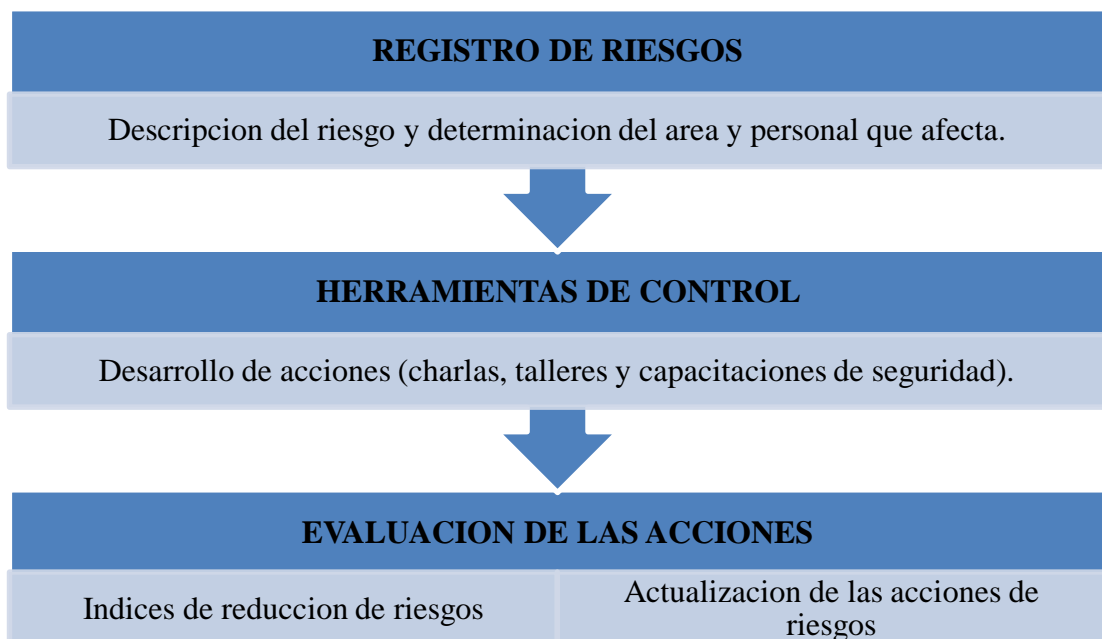 REGISTRO DE RIESGOS
Descripcion del riesgo y determinacion del area y personal que afecta.
HERRAMIENTAS DE CONTROL
Desarrollo de acciones (charlas, talleres y capacitaciones de seguridad).
EVALUACION DE LAS ACCIONES
Indices de reduccion de riesgos
Actualizacion de las acciones de
riesgos